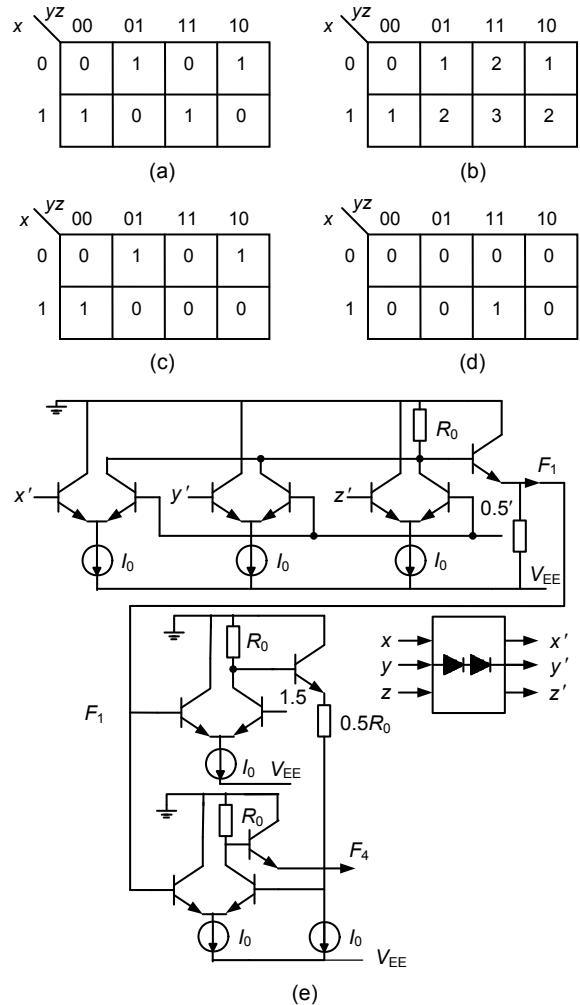 yz yz
x 00 01 11 10 x 00 01 11 10
0 0 1 0 1 0 0 1 2 1
1 1 0 1 0 1 1 2 3 2
(a) (b)
yz yz
x 00 01 11 10 x 00 01 11 10
0 0 1 0 1 0 0 0 0 0
1 1 0 0 0 1 0 0 1 0
(c) (d)
R0
F1
x′ y′ z′ 0.5′
I0 I0 I0 VEE
R0 x x′
y y′
1.5 z z′
F1 0.5R0
I0 VEE
R0 F4
I0 I0 VEE
(e)